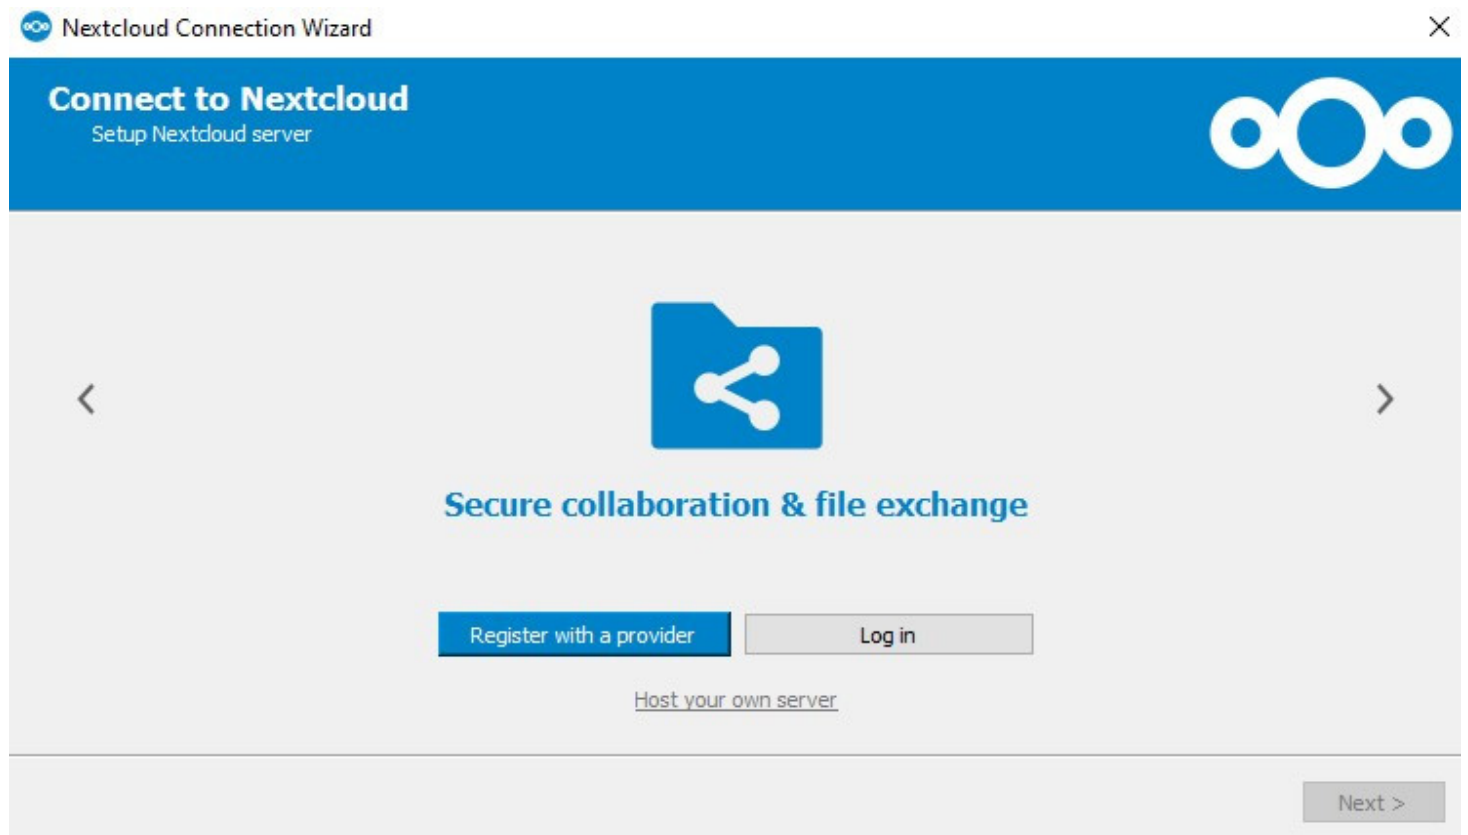 Nextcloud Connection Wizard
Connect to Nextcloud
Setup Nextcloud server
Secure collaboration & file exchange
Register with a provider
Log in
Host your own server
Next >